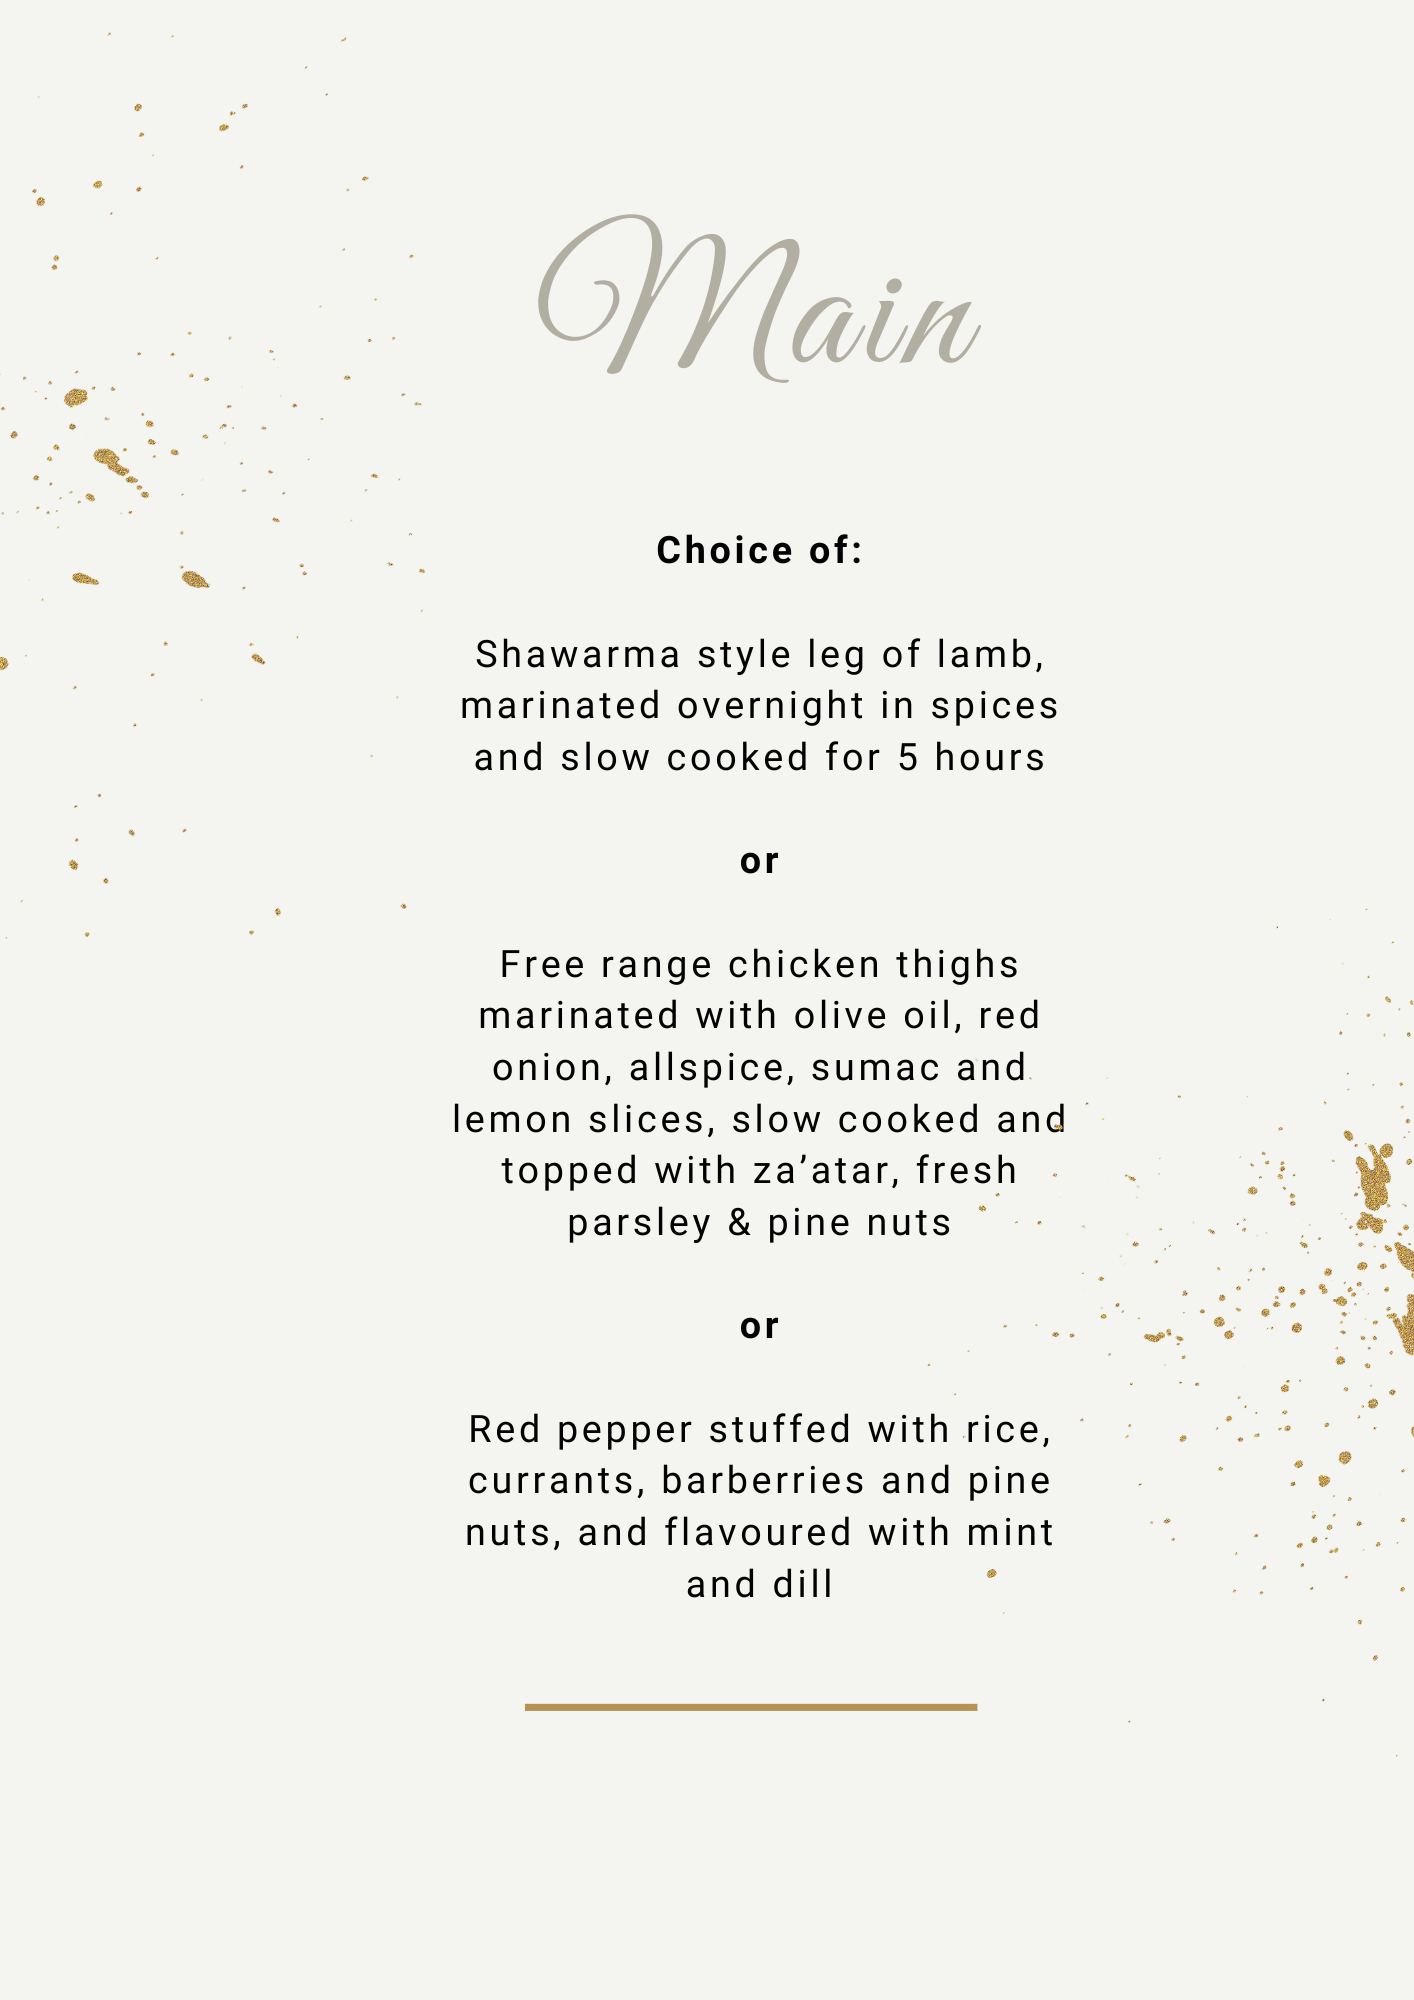 Main
Choice of:
Shawarma style leg of lamb,
marinated overnight in spices
and slow cooked for 5 hours
or
Free range chicken thighs
marinated with olive oil, red
onion, allspice, sumac and
lemon slices, slow cooked and
topped with za’atar, fresh
parsley & pine nuts
or
Red pepper stuffed with rice,
currants, barberries and pine
nuts, and flavoured with mint
and dill